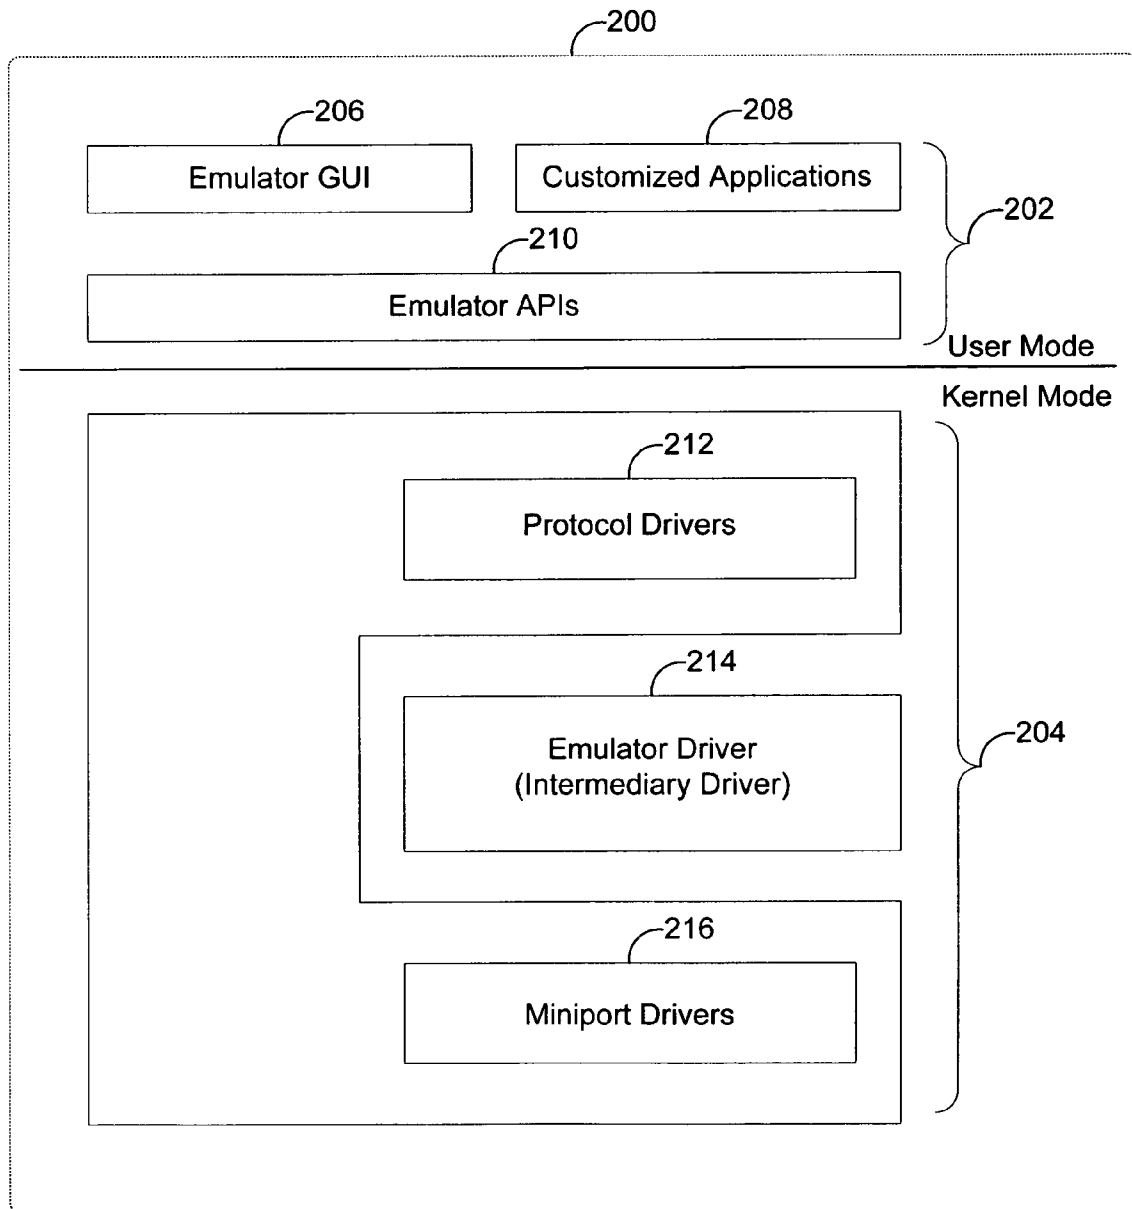 200
206
208
Emulator GUI
Customized Applications
202
210
Emulator APIs
User Mode
Kernel Mode
212
Protocol Drivers
214
Emulator Driver
(Intermediary Driver)
204
216
Miniport Drivers